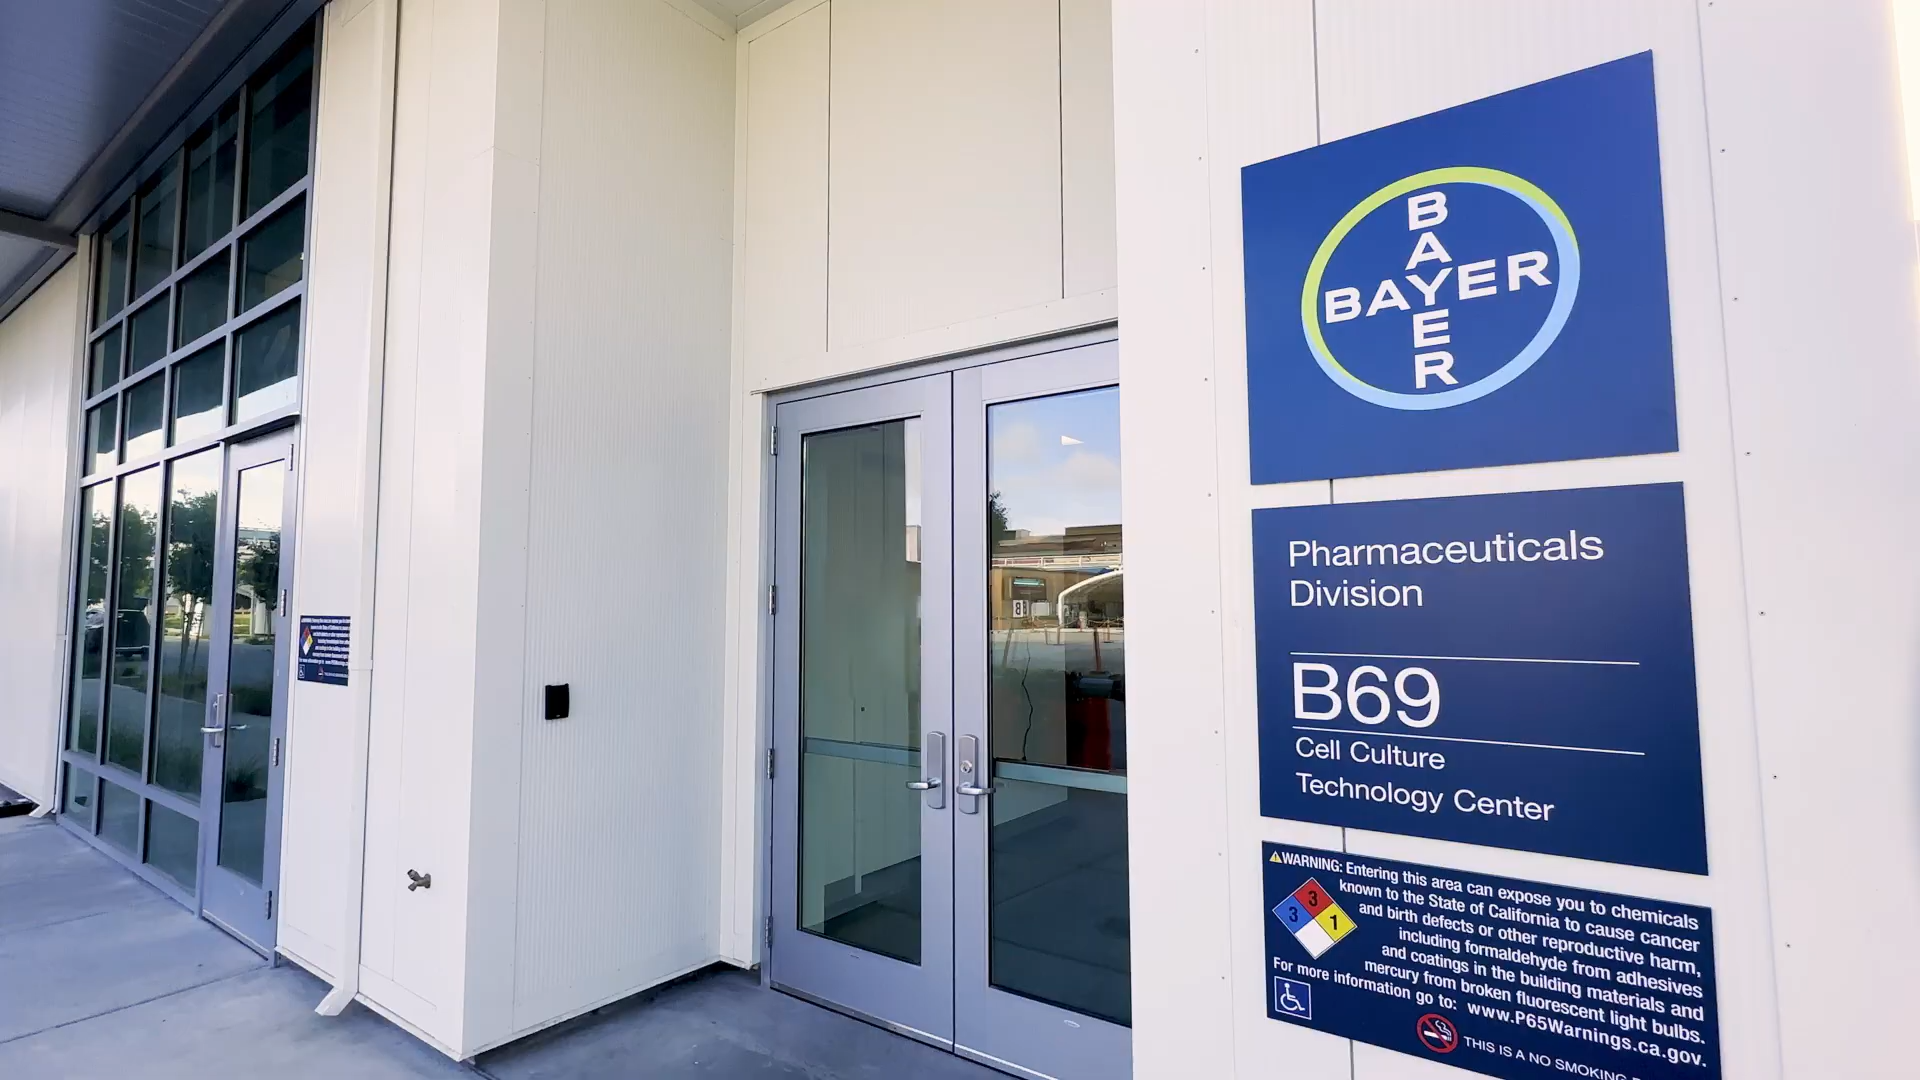 BAYER
BAYER
Pharmaceuticals
Division
B69
Cell Culture
Technology Center
WARNING: Entering this area can expose you to chemicals
known to the State of California to cause cancer
and birth defects or other reproductive harm,
including formaldehyde from adhesives
and coatings in the building materials and
mercury from broken fluorescent light bulbs.
For more information go to: www.P65Warnings.ca.gov.
3
3
1
THIS IS A NO SMOKING